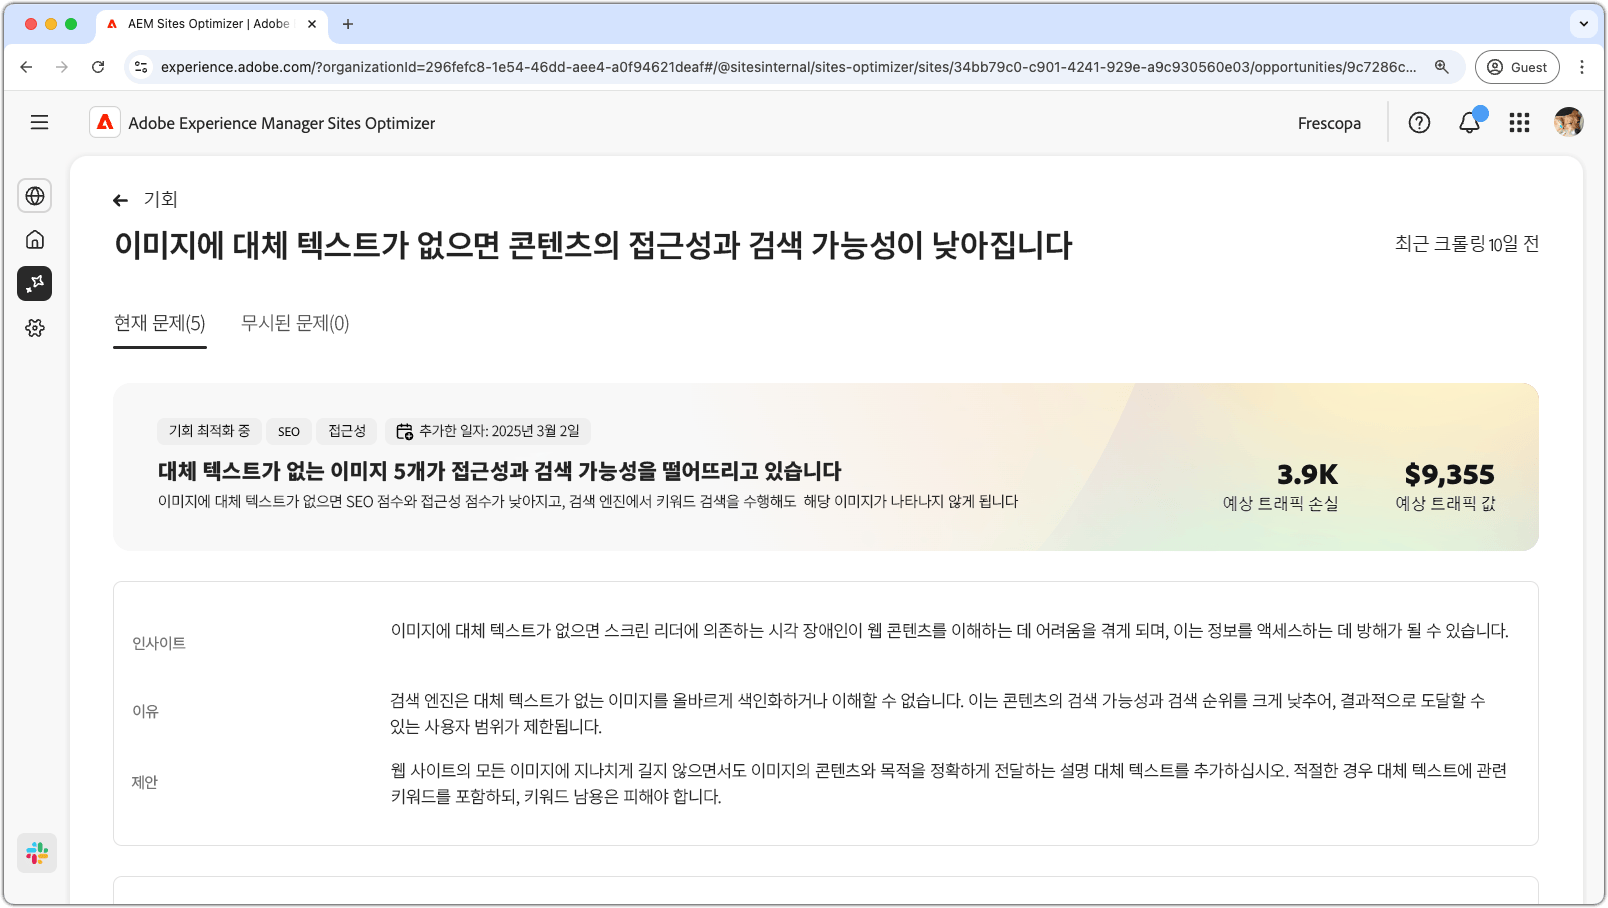 AEM Sites Optimizer | Adobe
experience.adobe.com/?organizationId=296fefc8-1e54-46dd-aee4-a0f94621deaf#/@sitesinternal/sites-optimizer/sites/34bb79c0-c901-4241-929e-a9c930560e03/opportunities/9c7286c...
Guest
Adobe Experience Manager Sites Optimizer
Frescopa
기회
이미지에 대체 텍스트가 없으면 콘텐츠의 접근성과 검색 가능성이 낮아집니다
최근 크롤링 10일 전
현재 문제(5)
무시된 문제(0)
기회 최적화 중
SEO
접근성
추가한 일자: 2025년 3월 2일
대체 텍스트가 없는 이미지 5개가 접근성과 검색 가능성을 떨어뜨리고 있습니다
이미지에 대체 텍스트가 없으면 SEO 점수와 접근성 점수가 낮아지고, 검색 엔진에서 키워드 검색을 수행해도 해당 이미지가 나타나지 않게 됩니다
3.9K
예상 트래픽 손실
$9,355
예상 트래픽 값
인사이트
이미지에 대체 텍스트가 없으면 스크린 리더에 의존하는 시각 장애인이 웹 콘텐츠를 이해하는 데 어려움을 겪게 되며, 이는 정보를 액세스하는 데 방해가 될 수 있습니다.
이유
검색 엔진은 대체 텍스트가 없는 이미지를 올바르게 색인화하거나 이해할 수 없습니다. 이는 콘텐츠의 검색 가능성과 검색 순위를 크게 낮추어, 결과적으로 도달할 수
있는 사용자 범위가 제한됩니다.
제안
웹 사이트의 모든 이미지에 지나치게 길지 않으면서도 이미지의 콘텐츠와 목적을 정확하게 전달하는 설명 대체 텍스트를 추가하십시오. 적절한 경우 대체 텍스트에 관련
키워드를 포함하되, 키워드 남용은 피해야 합니다.